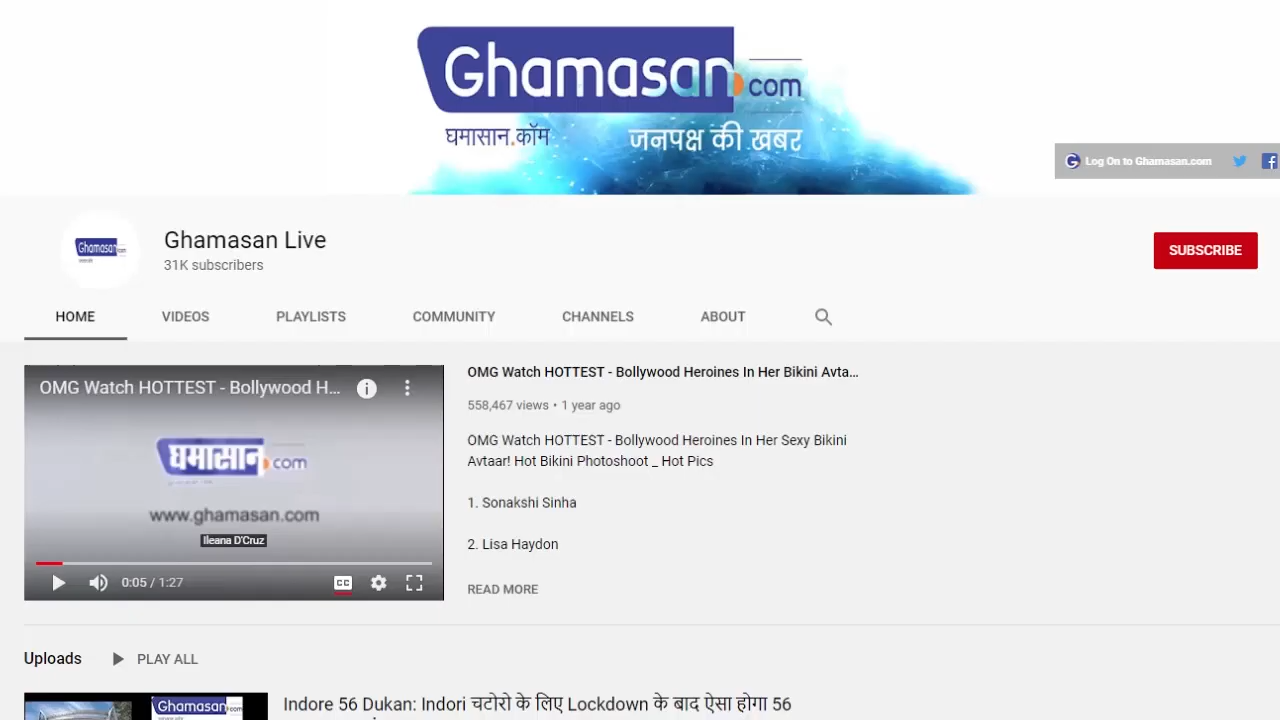 Ghamasan.com
घमासान.कॉम
जनपक्ष की खबर
Log On to Ghamasan.com
Ghamasan.com
Ghamasan Live
31K subscribers
SUBSCRIBE
HOME VIDEOS PLAYLISTS COMMUNITY CHANNELS ABOUT
OMG Watch HOTTEST - Bollywood H...
घमासान.com
www.ghamasan.com
Ileana D'Cruz
0:05 / 1:27
CC
OMG Watch HOTTEST - Bollywood Heroines In Her Bikini Avta...
558,467 views • 1 year ago
OMG Watch HOTTEST - Bollywood Heroines In Her Sexy Bikini
Avtaar! Hot Bikini Photoshoot _ Hot Pics
1. Sonakshi Sinha
2. Lisa Haydon
READ MORE
Uploads PLAY ALL
Ghamasan.com
Indore 56 Dukan: Indori चटोरो के लिए Lockdown के बाद ऐसा होगा 56